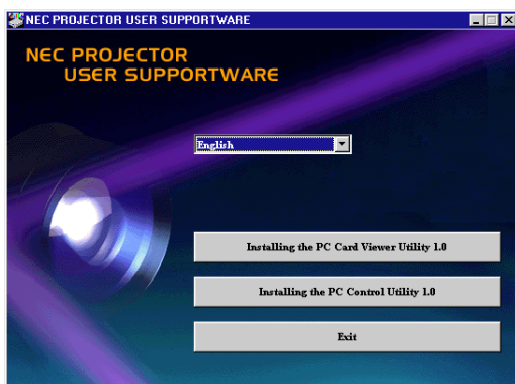 NEC PROJECTOR USER SUPPORTWARE
NEC PROJECTOR
USER SUPPORTWARE
English
Installing the PC Card Viewer Utility 1.0
Installing the PC Control Utility 1.0
Exit